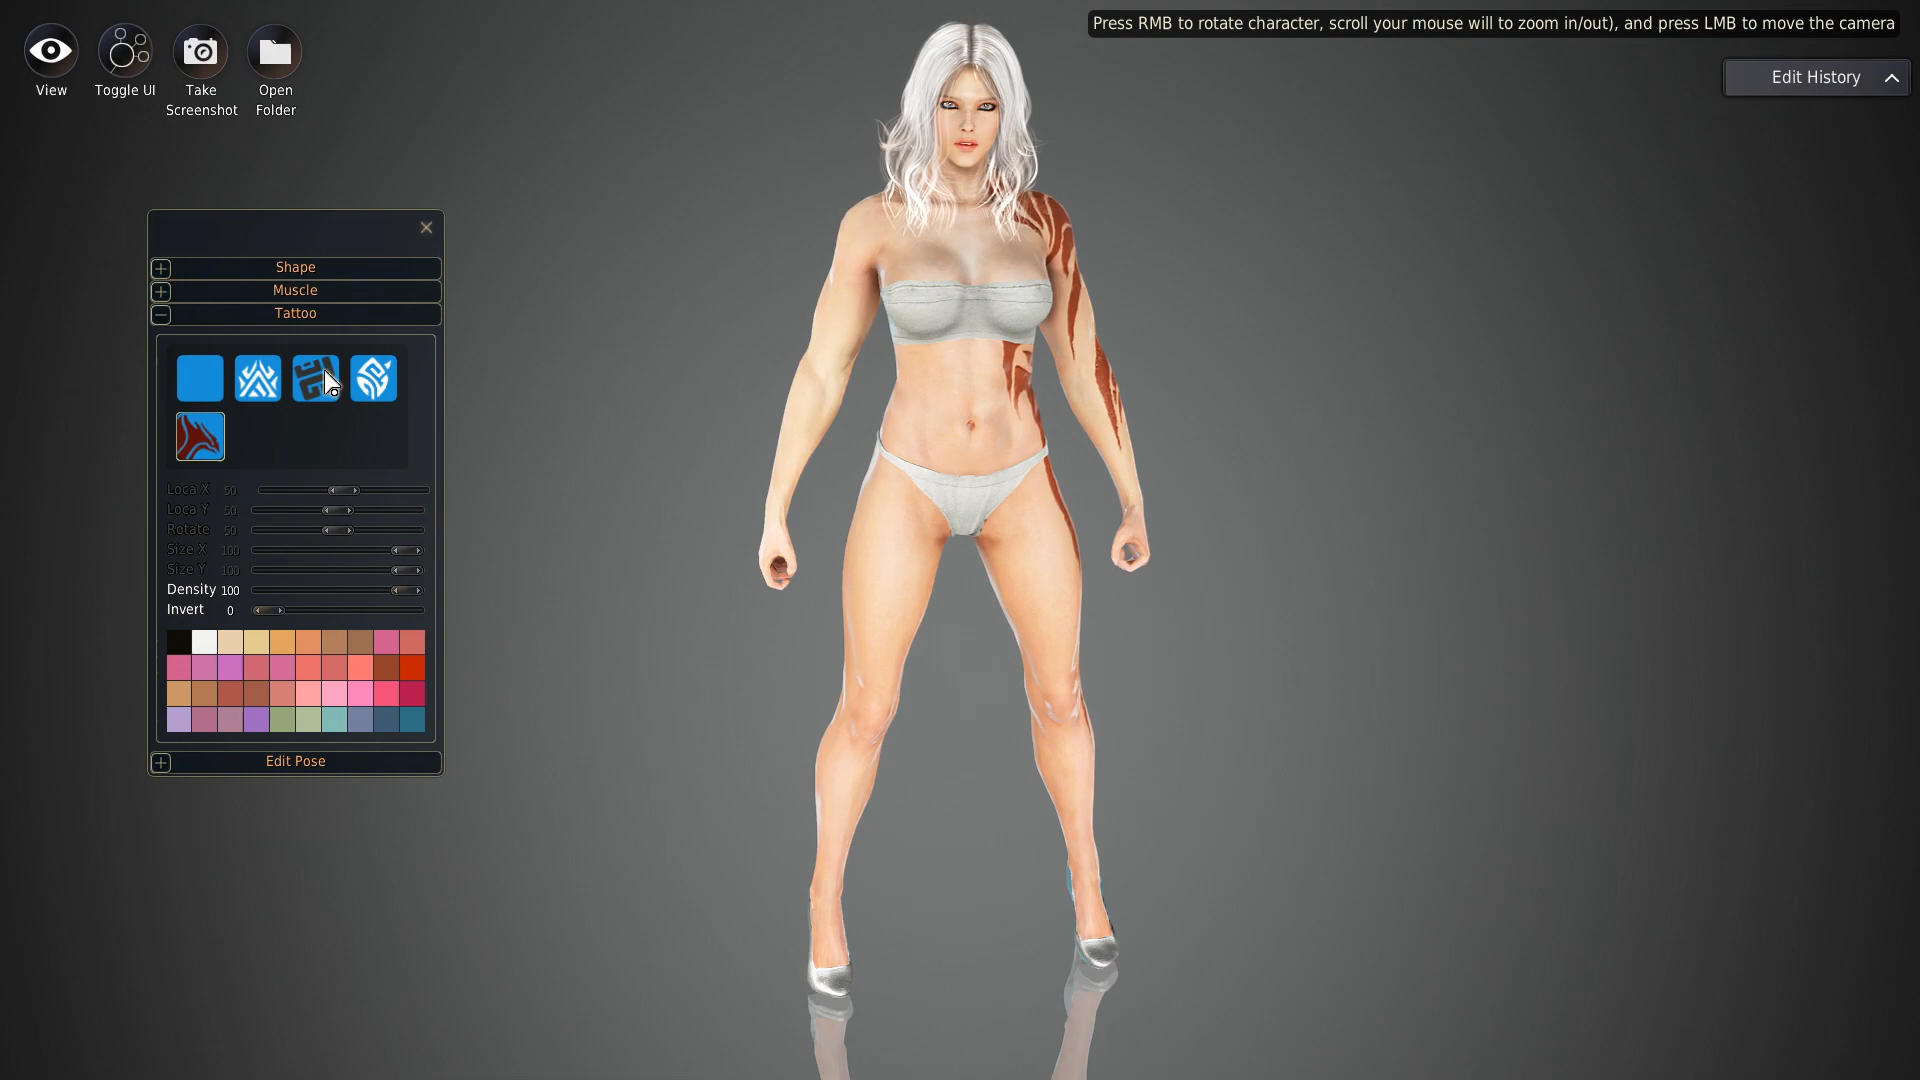 Press RMB to rotate character, scroll your mouse will to zoom in/out), and press LMB to move the camera
View
Toggle UI
Take
Screenshot
Open
Folder
Edit History
Shape
Muscle
Tattoo
Loca X 50
Loca Y 50
Rotate 50
Size X 100
Size Y 100
Density 100
Invert 0
Edit Pose